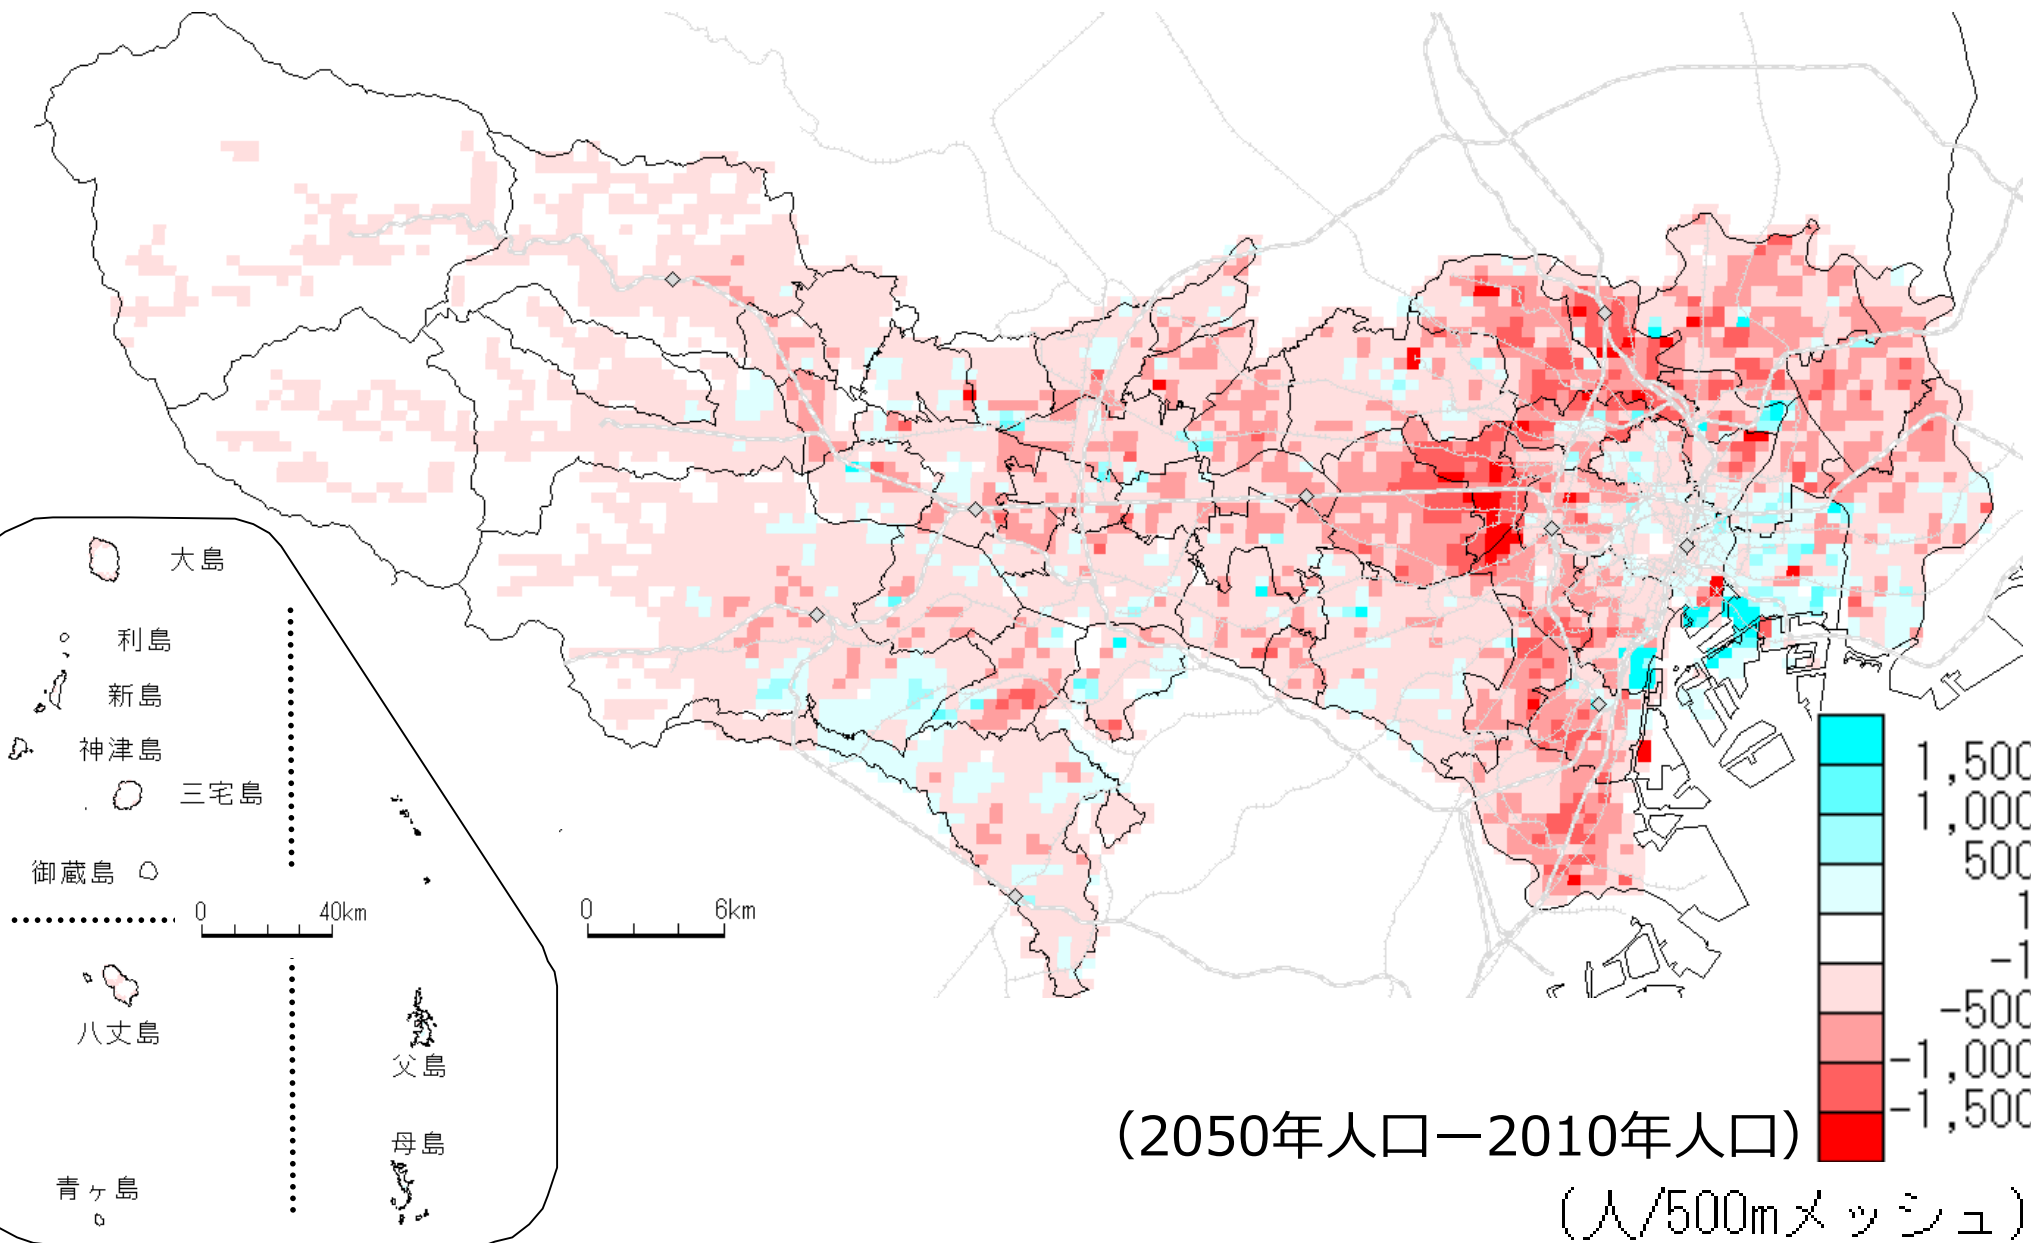 大島
利島
新島
神津島
三宅島
御蔵島
0 40km
八丈島
父島
母島
青ヶ島
0 6km
1,500
1,000
500
1
-1
-500
-1,000
-1,500
（2050年人口－2010年人口）
(人/500mメッシュ)